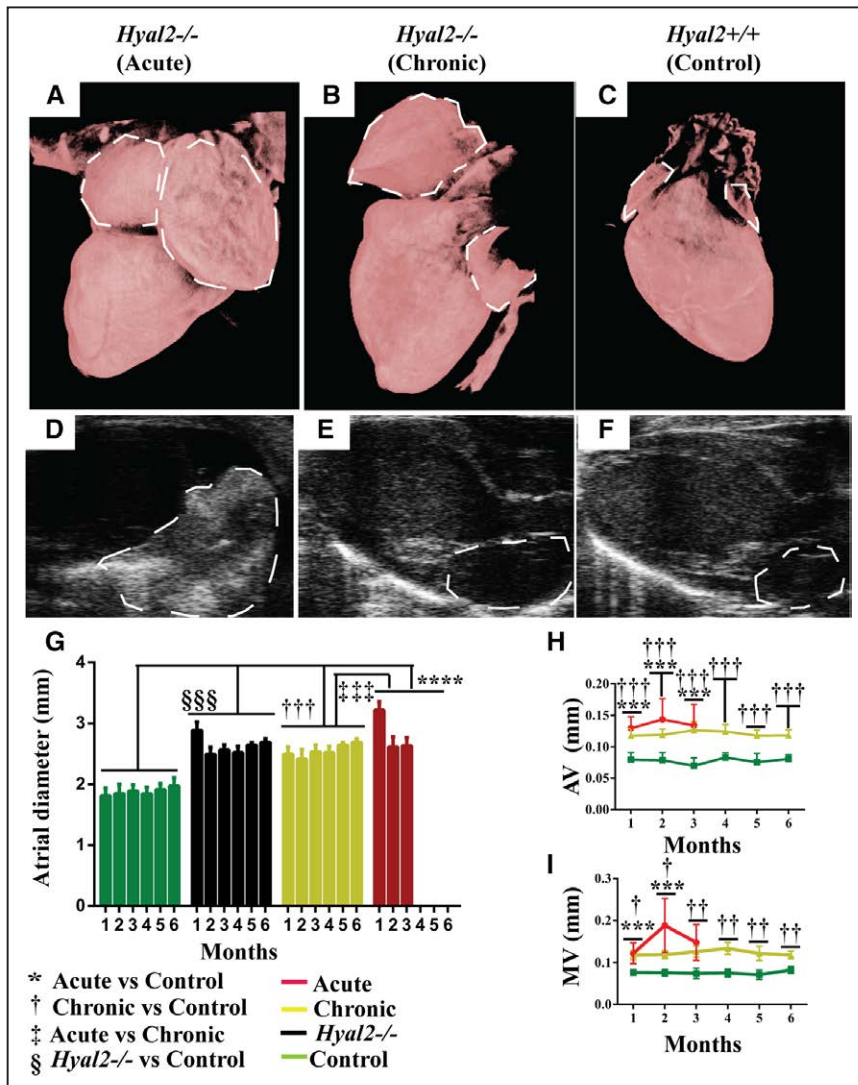 Hyal2-/- Hyal2-/- Hyal2+/+
(Acute) (Chronic) (Control)
A B C
D E F
G
Atrial diameter (mm)
4
3
2
1
0
§§§
†††
‡‡‡
****
1 2 3 4 5 6 1 2 3 4 5 6 1 2 3 4 5 6 1 2 3 4 5 6
Months
H
AV (mm)
0.20
0.15
0.10
0.05
0.00
†††
***
†††
***
†††
***
†††
†††
†††
1 2 3 4 5 6
Months
I
MV (mm)
0.3
0.2
0.1
0.0
†
***
†
***
††
††
††
††
1 2 3 4 5 6
Months
* Acute vs Control
† Chronic vs Control
‡ Acute vs Chronic
§ Hyal2-/- vs Control
Acute
Chronic
Hyal2-/-
Control